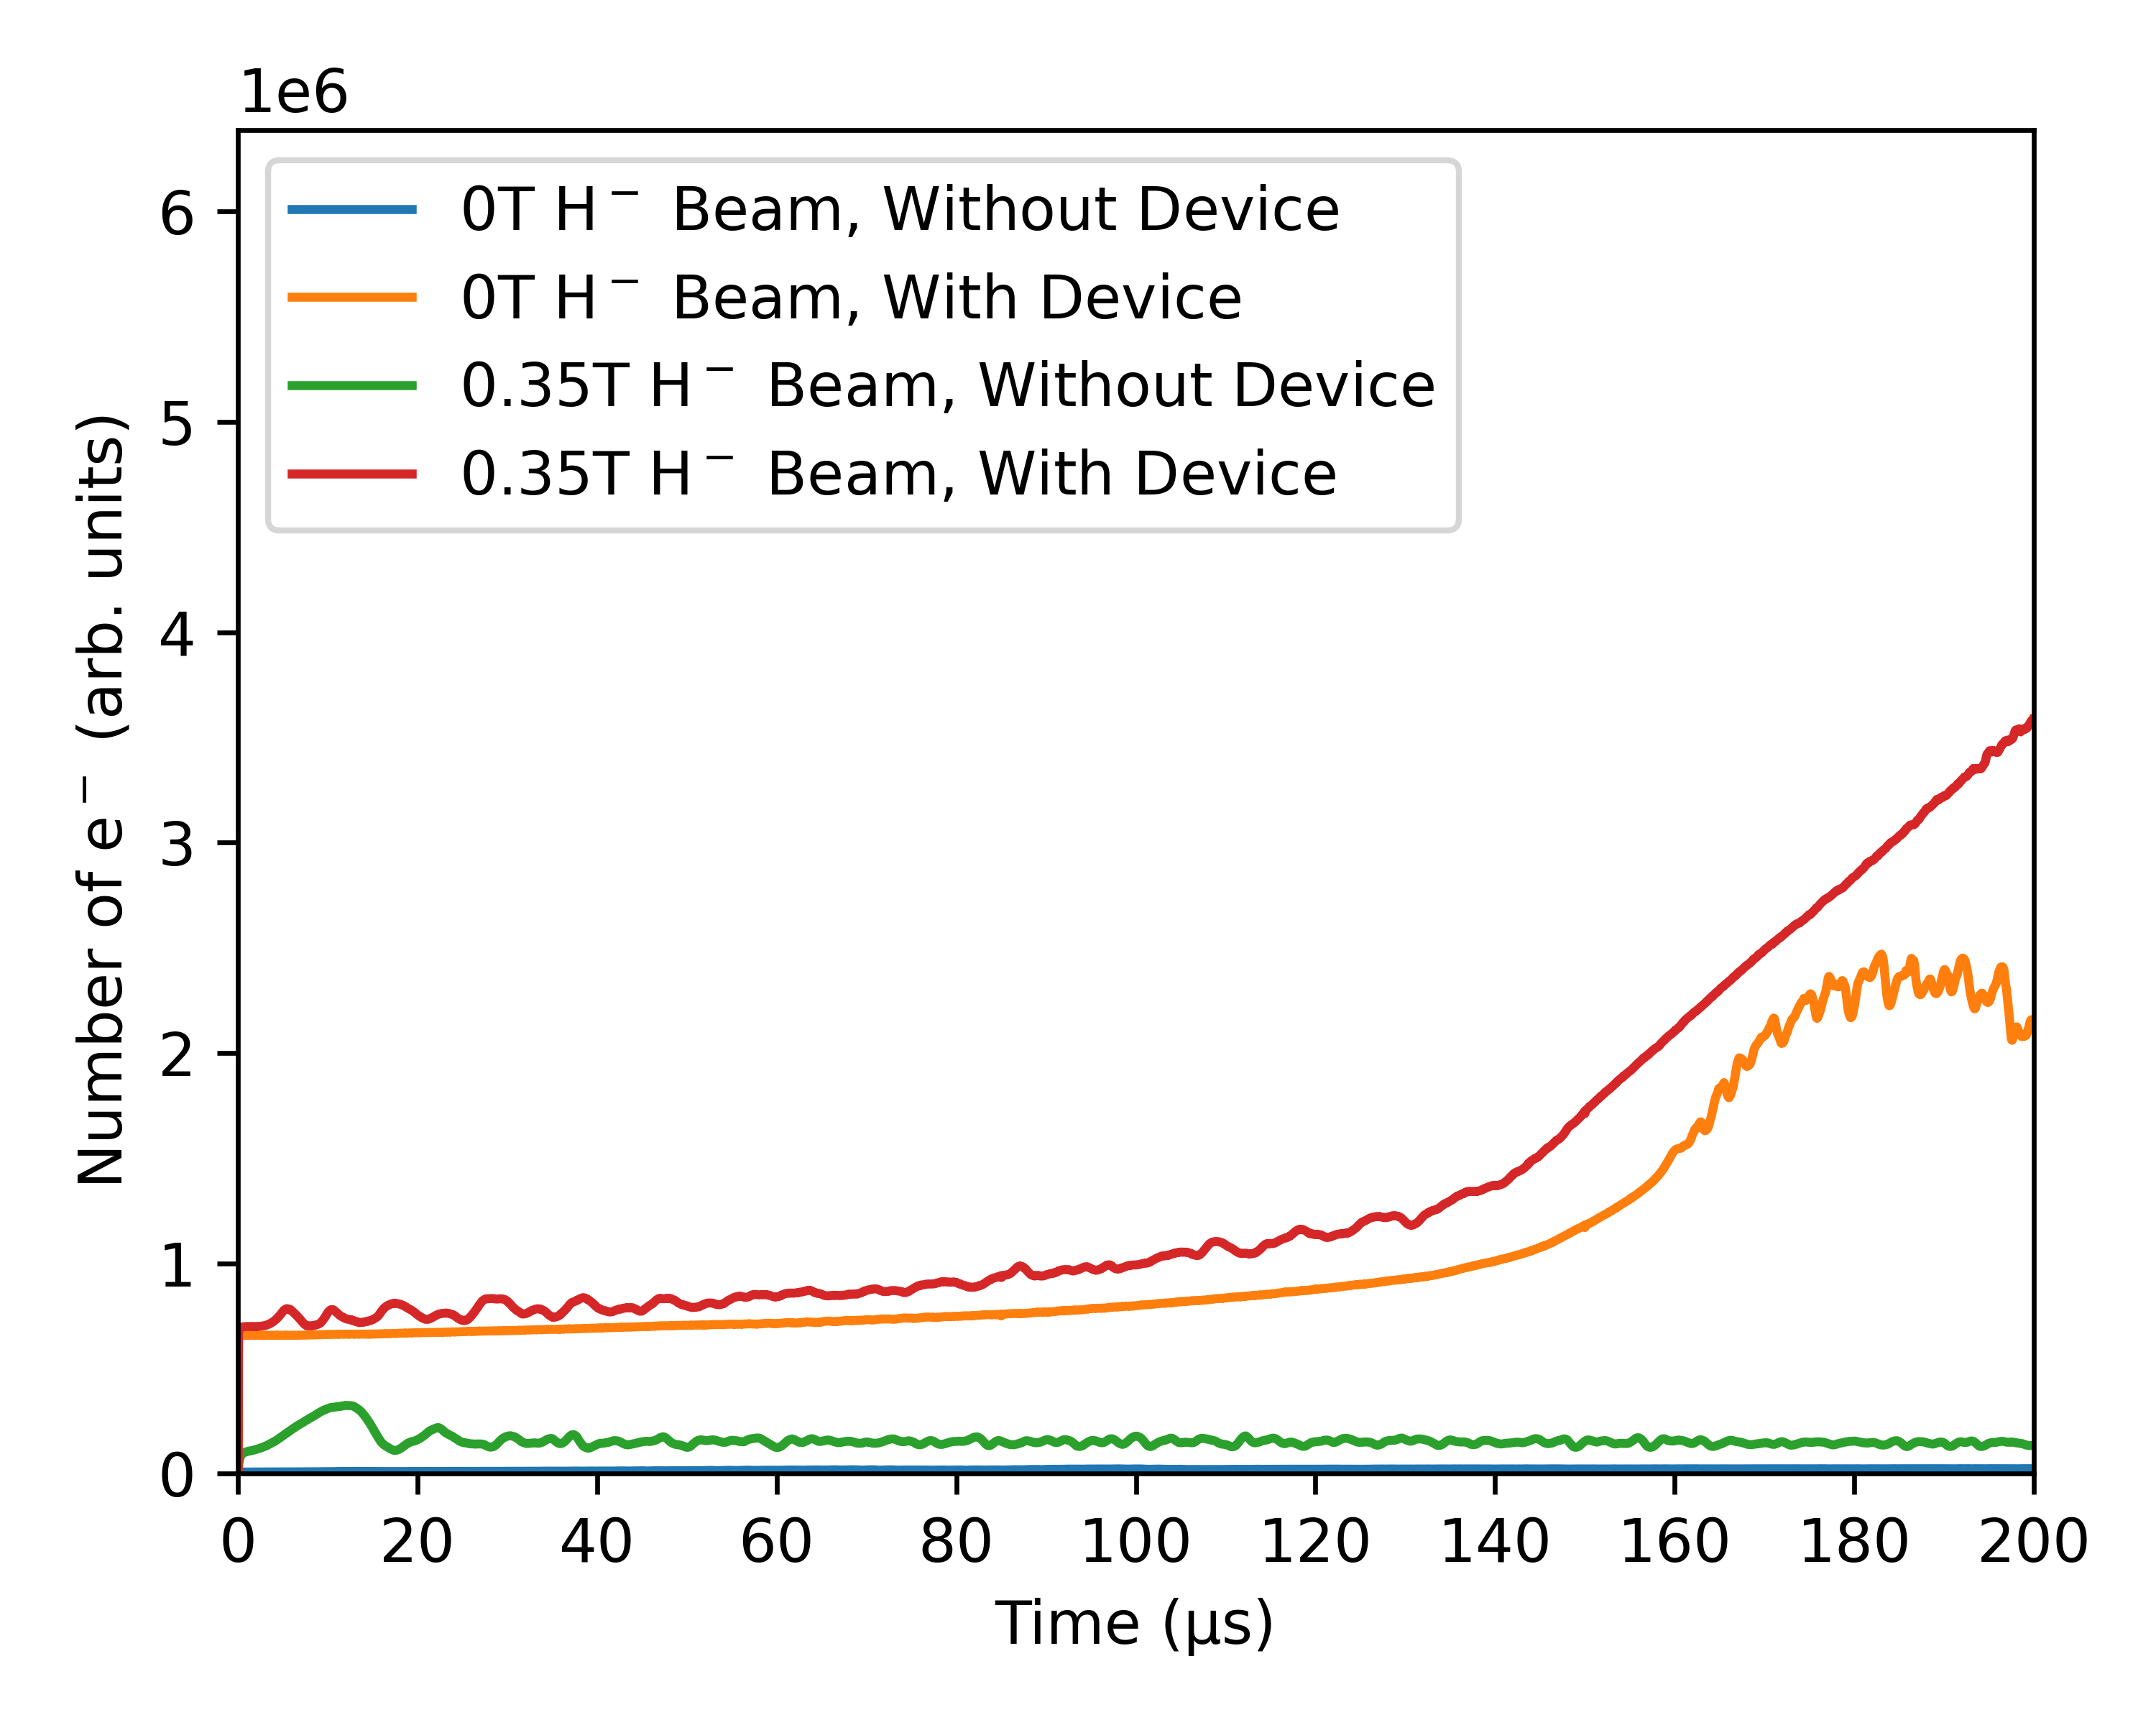 1e6
6
5
4
3
2
1
0
Number of e⁻ (arb. units)
0T H⁻ Beam, Without Device
0T H⁻ Beam, With Device
0.35T H⁻ Beam, Without Device
0.35T H⁻ Beam, With Device
0 20 40 60 80 100 120 140 160 180 200
Time (µs)